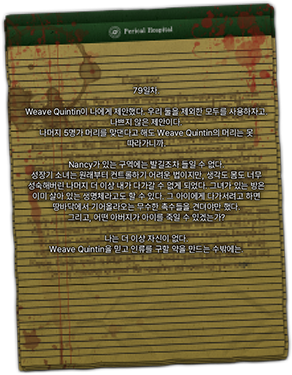 Perical Hospital
79일차.
Weave Quintin이 나에게 제안했다. 우리 둘을 제외한 모두를 사용하자고
나쁘지 않은 제안이다.
나머지 5명가 머리를 맞댄다고 해도 Weave Quintin의 머리는 못
따라가니까.
Nancy가 있는 구역에는 발길조차 들일 수 없다.
성장기 소녀는 원래부터 컨트롤하기 어려운 법이지만, 생각도 몸도 너무
성숙해버린 나머지 더 이상 내가 다가갈 수 없게 되었다. 그녀가 있는 방은
이미 살아 있는 생명체라고도 할 수 있다. 그 아이에게 다가서려고 하면
땅바닥에서 기어올라오는 무수한 촉수들을 견뎌야만 했다.
그리고, 어떤 아버지가 아이를 죽일 수 있겠는가?
나는 더 이상 자신이 없다.
Weave Quintin을 믿고 인류를 구할 약을 만드는 수밖에는.